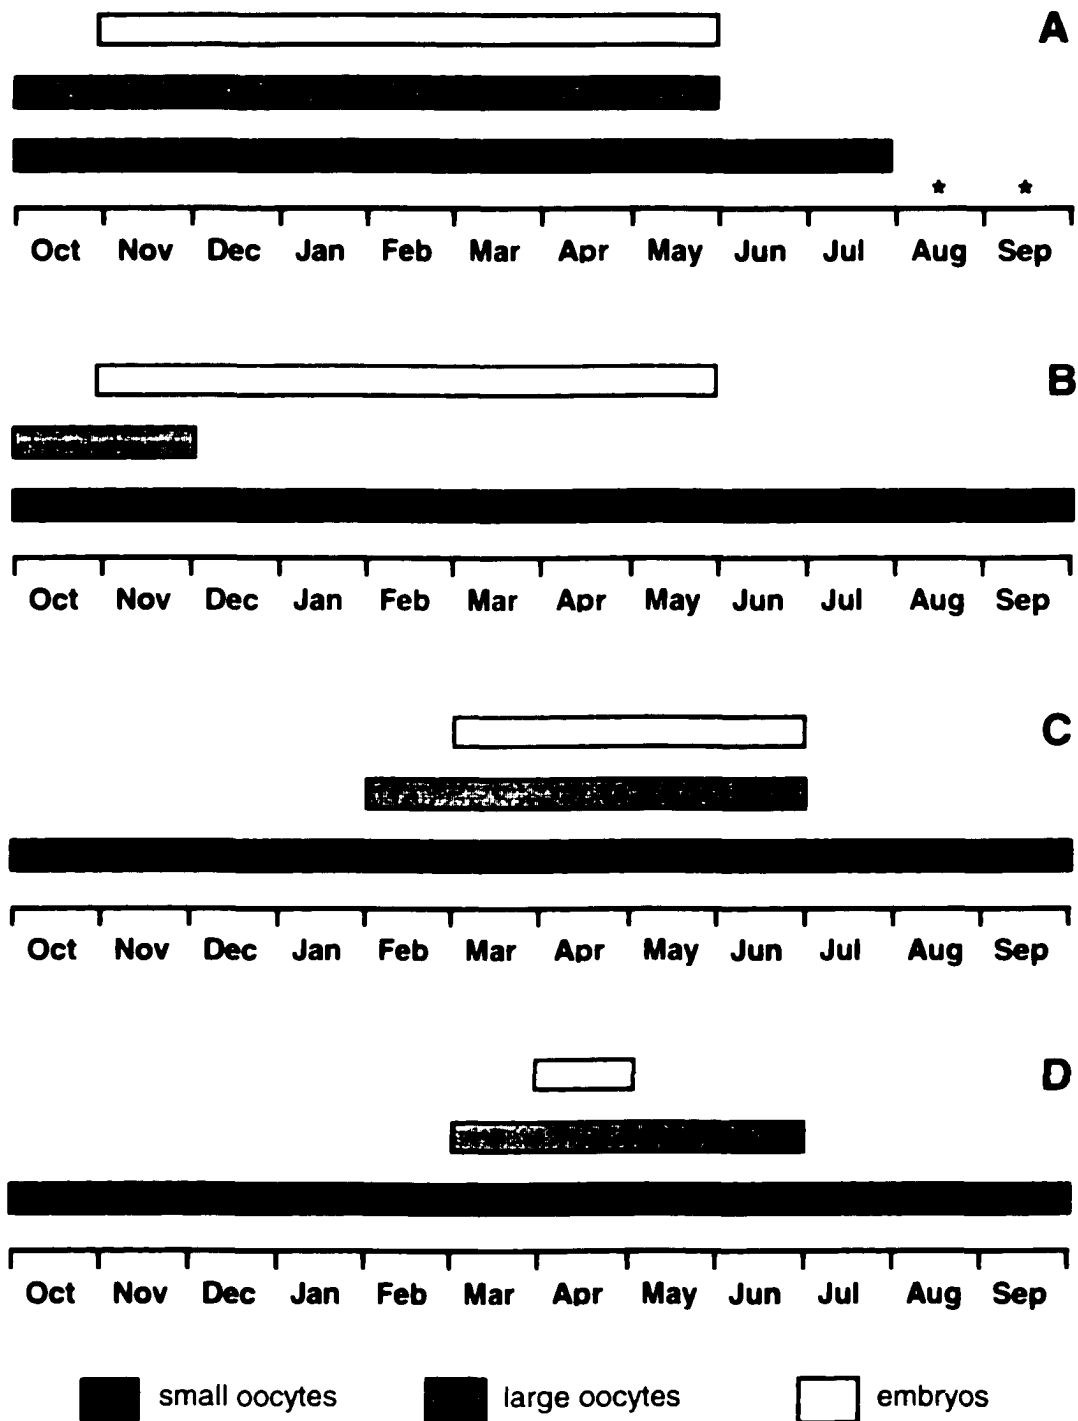 A
* *
Oct Nov Dec Jan Feb Mar Apr May Jun Jul Aug Sep
B
Oct Nov Dec Jan Feb Mar Apr May Jun Jul Aug Sep
C
Oct Nov Dec Jan Feb Mar Apr May Jun Jul Aug Sep
D
Oct Nov Dec Jan Feb Mar Apr May Jun Jul Aug Sep
small oocytes large oocytes embryos